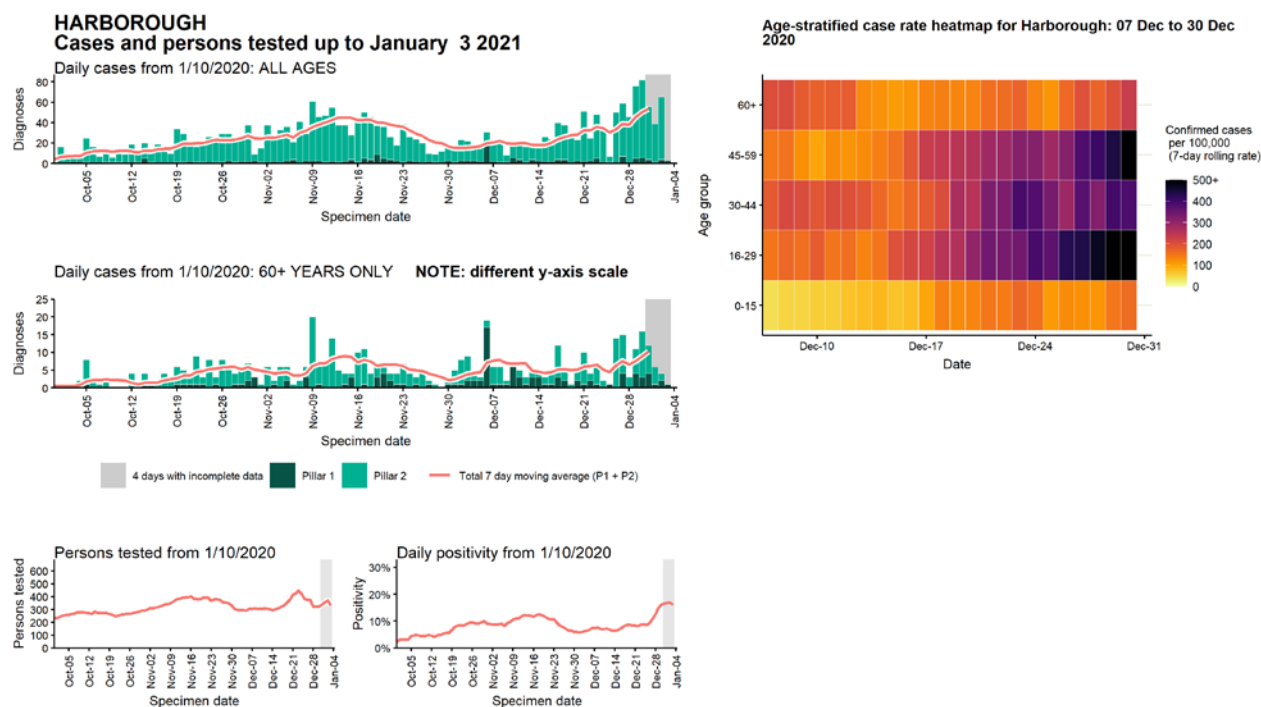 HARBOROUGH
Cases and persons tested up to January 3 2021
Daily cases from 1/10/2020: ALL AGES
Diagnoses
80
60
40
20
0
Oct-05
Oct-12
Oct-19
Oct-26
Nov-02
Nov-09
Nov-16
Nov-23
Nov-30
Dec-07
Dec-14
Dec-21
Dec-28
Jan-04
Specimen date
Daily cases from 1/10/2020: 60+ YEARS ONLY NOTE: different y-axis scale
Diagnoses
25
20
15
10
5
0
Oct-05
Oct-12
Oct-19
Oct-26
Nov-02
Nov-09
Nov-16
Nov-23
Nov-30
Dec-07
Dec-14
Dec-21
Dec-28
Jan-04
Specimen date
4 days with incomplete data
Pillar 1
Pillar 2
Total 7 day moving average (P1 + P2)
Persons tested from 1/10/2020
Persons tested
600
500
400
300
200
100
0
Oct-05
Oct-12
Oct-19
Oct-26
Nov-02
Nov-09
Nov-16
Nov-23
Nov-30
Dec-07
Dec-14
Dec-21
Dec-28
Jan-04
Specimen date
Daily positivity from 1/10/2020
Positivity
30%
20%
10%
0%
Oct-05
Oct-12
Oct-19
Oct-26
Nov-02
Nov-09
Nov-16
Nov-23
Nov-30
Dec-07
Dec-14
Dec-21
Dec-28
Jan-04
Specimen date
Age-stratified case rate heatmap for Harborough: 07 Dec to 30 Dec
2020
Age group
60+
45-59
30-44
16-29
0-15
Dec-10
Dec-17
Dec-24
Dec-31
Date
Confirmed cases
per 100,000
(7-day rolling rate)
500+
400
300
200
100
0